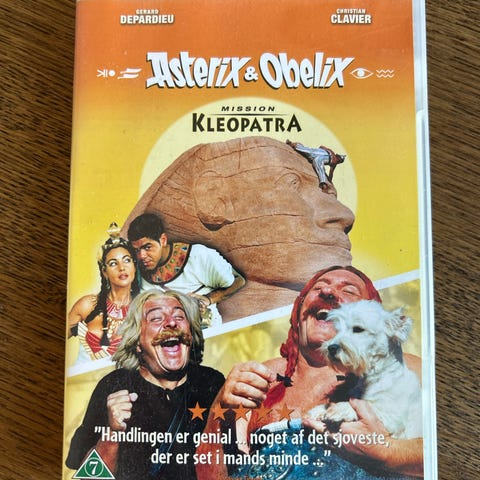 GERARD
DEPARDIEU
CHRISTIAN
CLAVIER
Asterix & Obelix
MISSION
KLEOPATRA
7
"Handlingen er genial ... noget af det sjoveste,
der er set i mands minde ..."